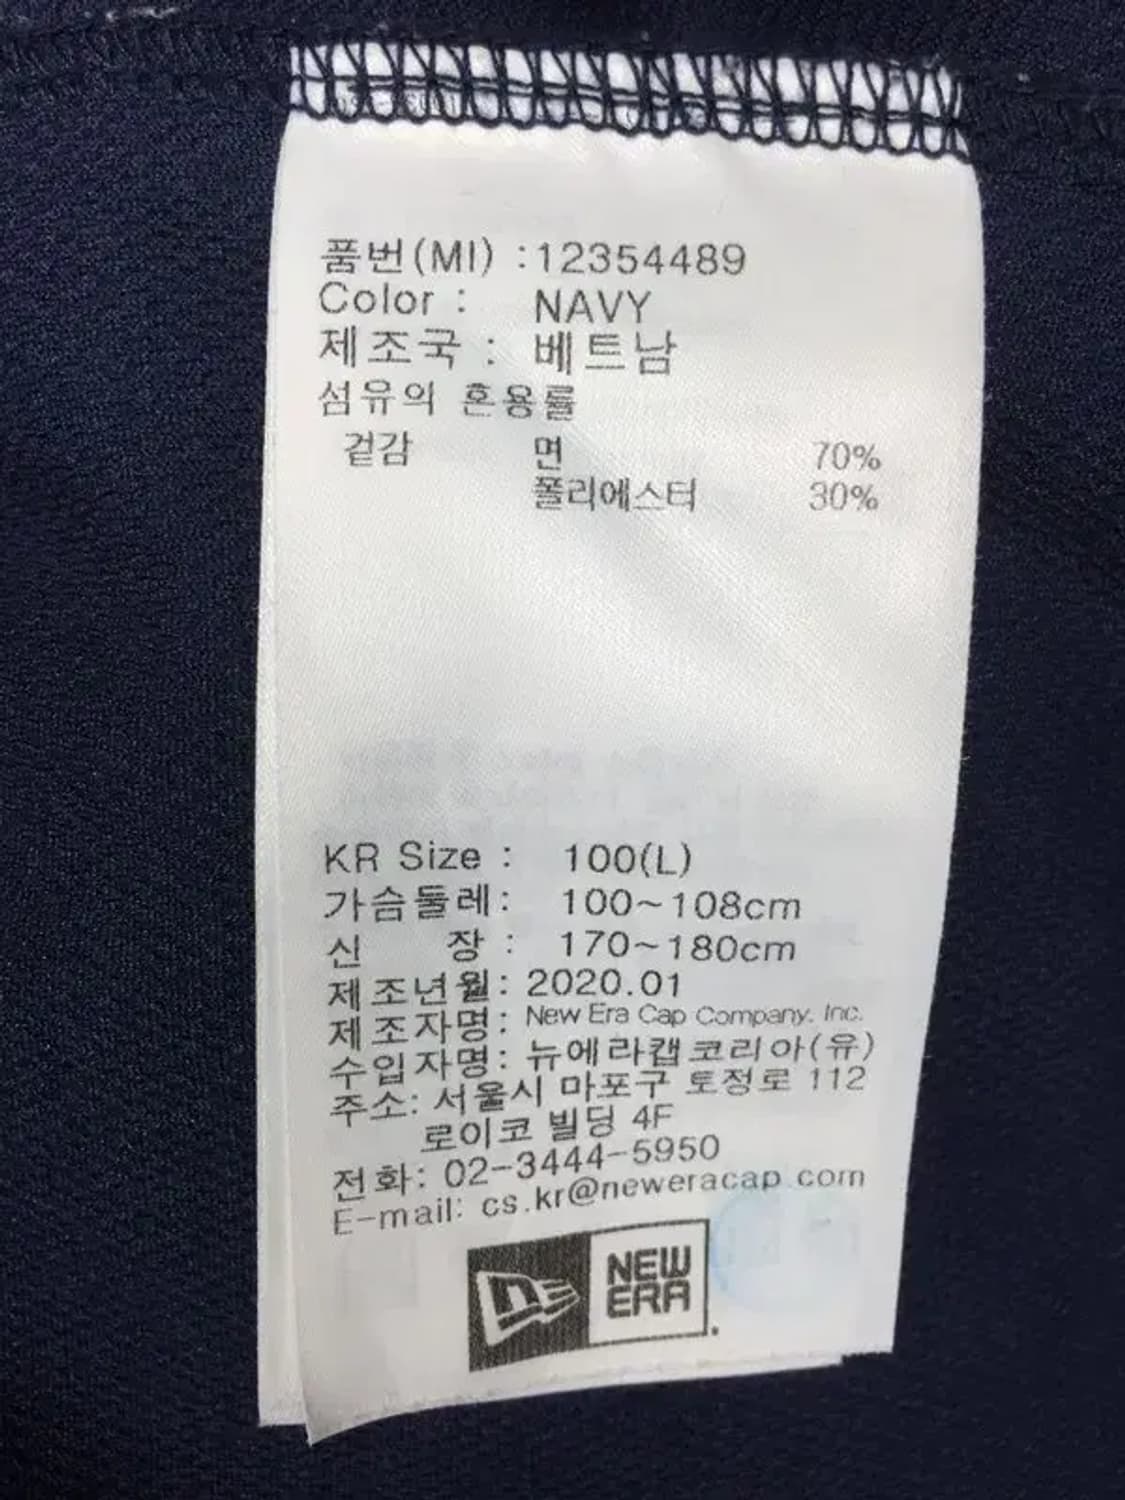 품번(MI) :12354489
Color : NAVY
제조국 : 베트남
섬유의 혼용률
겉감 면 70%
폴리에스터 30%
KR Size : 100(L)
가슴둘레: 100~108cm
신 장 : 170~180cm
제조년월: 2020.01
제조자명: New Era Cap Company. Inc.
수입자명: 뉴에라캡코리아(유)
주소: 서울시 마포구 토정로 112
로이코 빌딩 4F
전화: 02-3444-5950
E-mail: cs.kr@neweracap.com
NEW
ERA